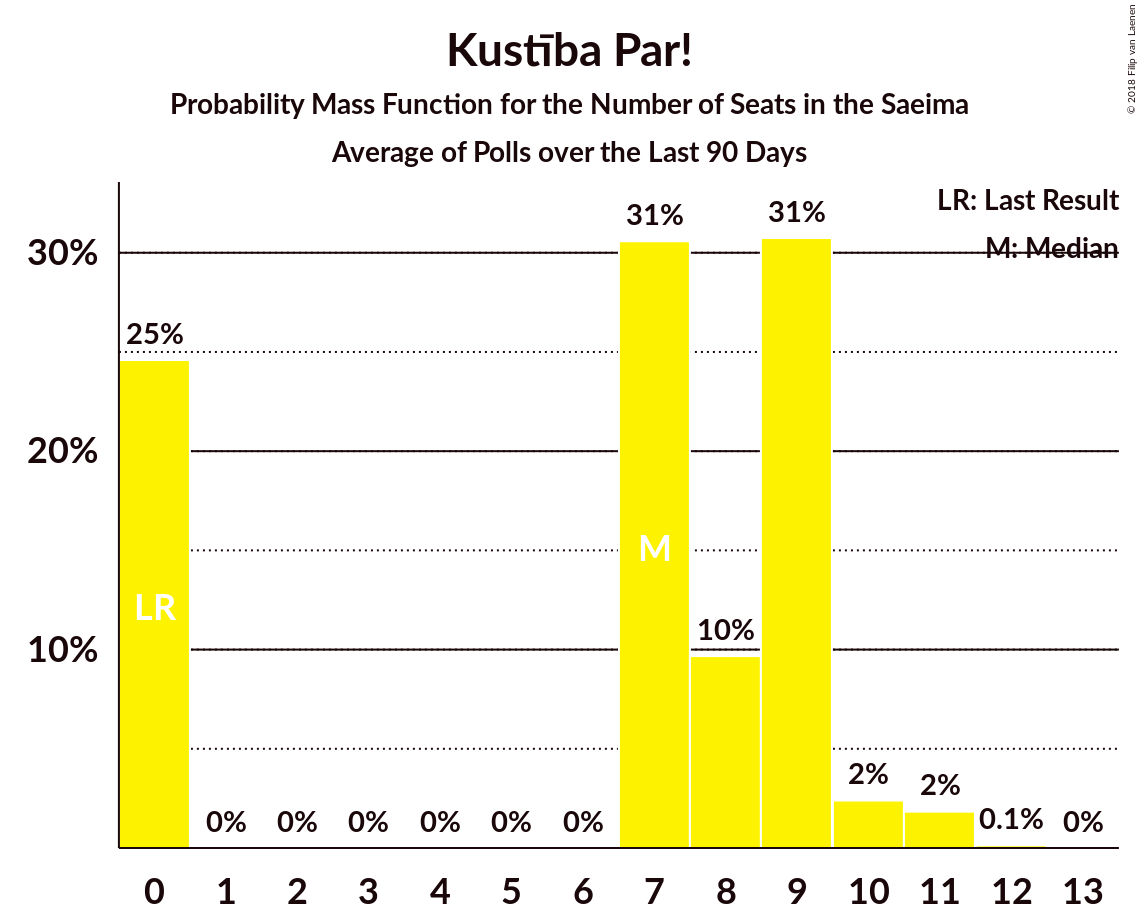 Kustība Par!
Probability Mass Function for the Number of Seats in the Saeima
Average of Polls over the Last 90 Days
© 2018 Filip van Laenen
LR: Last Result
M: Median
30%
20%
10%
25%
0%
0%
0%
0%
0%
0%
31%
10%
31%
2%
2%
0.1%
0%
LR
M
0 1 2 3 4 5 6 7 8 9 10 11 12 13